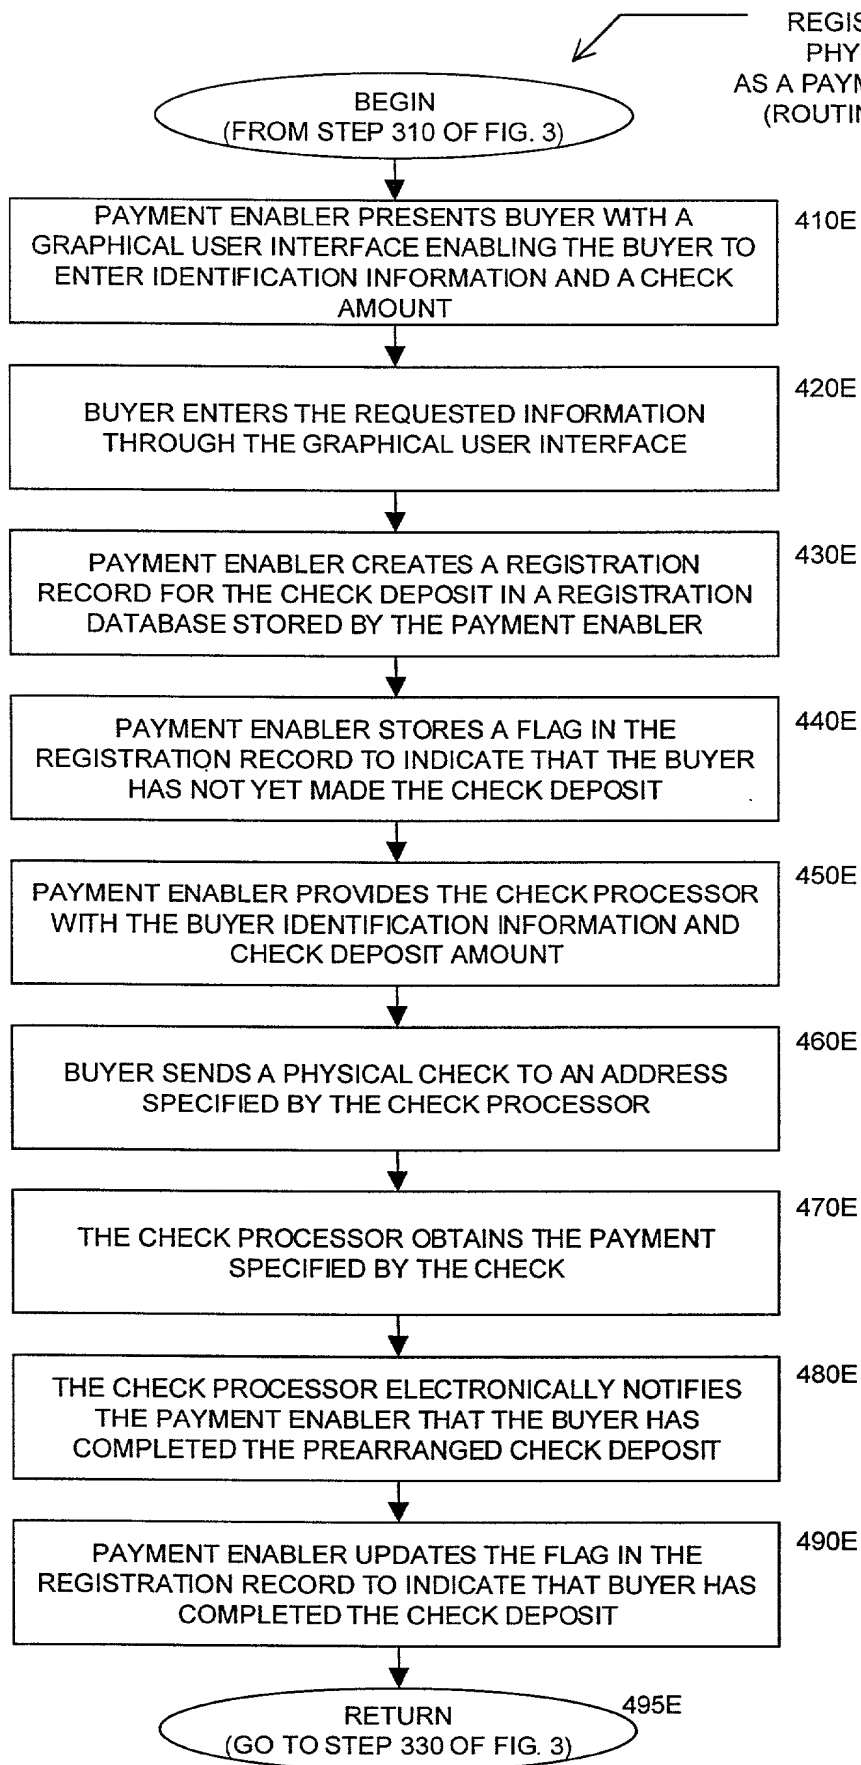 REGIS
PHY
AS A PAYM
(ROUTIN
BEGIN
(FROM STEP 310 OF FIG. 3)
PAYMENT ENABLER PRESENTS BUYER WITH A
GRAPHICAL USER INTERFACE ENABLING THE BUYER TO
ENTER IDENTIFICATION INFORMATION AND A CHECK
AMOUNT
410E
BUYER ENTERS THE REQUESTED INFORMATION
THROUGH THE GRAPHICAL USER INTERFACE
420E
PAYMENT ENABLER CREATES A REGISTRATION
RECORD FOR THE CHECK DEPOSIT IN A REGISTRATION
DATABASE STORED BY THE PAYMENT ENABLER
430E
PAYMENT ENABLER STORES A FLAG IN THE
REGISTRATION RECORD TO INDICATE THAT THE BUYER
HAS NOT YET MADE THE CHECK DEPOSIT
440E
PAYMENT ENABLER PROVIDES THE CHECK PROCESSOR
WITH THE BUYER IDENTIFICATION INFORMATION AND
CHECK DEPOSIT AMOUNT
450E
BUYER SENDS A PHYSICAL CHECK TO AN ADDRESS
SPECIFIED BY THE CHECK PROCESSOR
460E
THE CHECK PROCESSOR OBTAINS THE PAYMENT
SPECIFIED BY THE CHECK
470E
THE CHECK PROCESSOR ELECTRONICALLY NOTIFIES
THE PAYMENT ENABLER THAT THE BUYER HAS
COMPLETED THE PREARRANGED CHECK DEPOSIT
480E
PAYMENT ENABLER UPDATES THE FLAG IN THE
REGISTRATION RECORD TO INDICATE THAT BUYER HAS
COMPLETED THE CHECK DEPOSIT
490E
RETURN
(GO TO STEP 330 OF FIG. 3)
495E